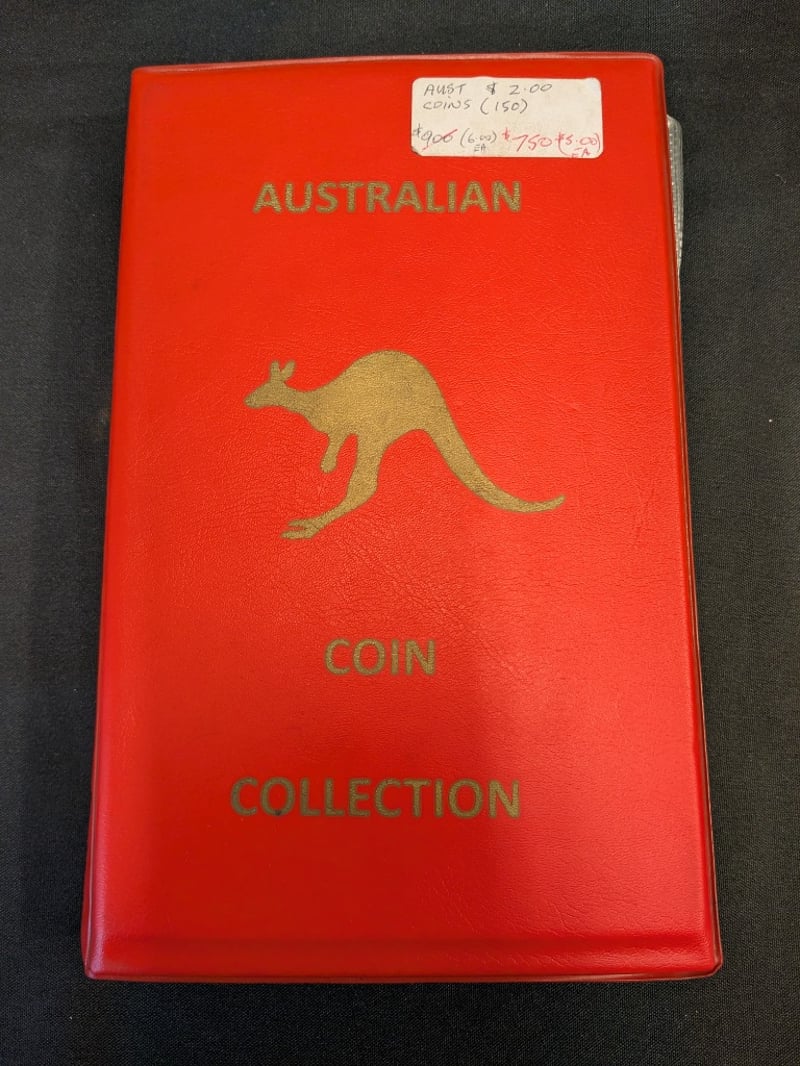 AUST $ 2.00
COINS (150)
$900 (6.00) $750 ($5.00)
EA EA
AUSTRALIAN
COIN
COLLECTION